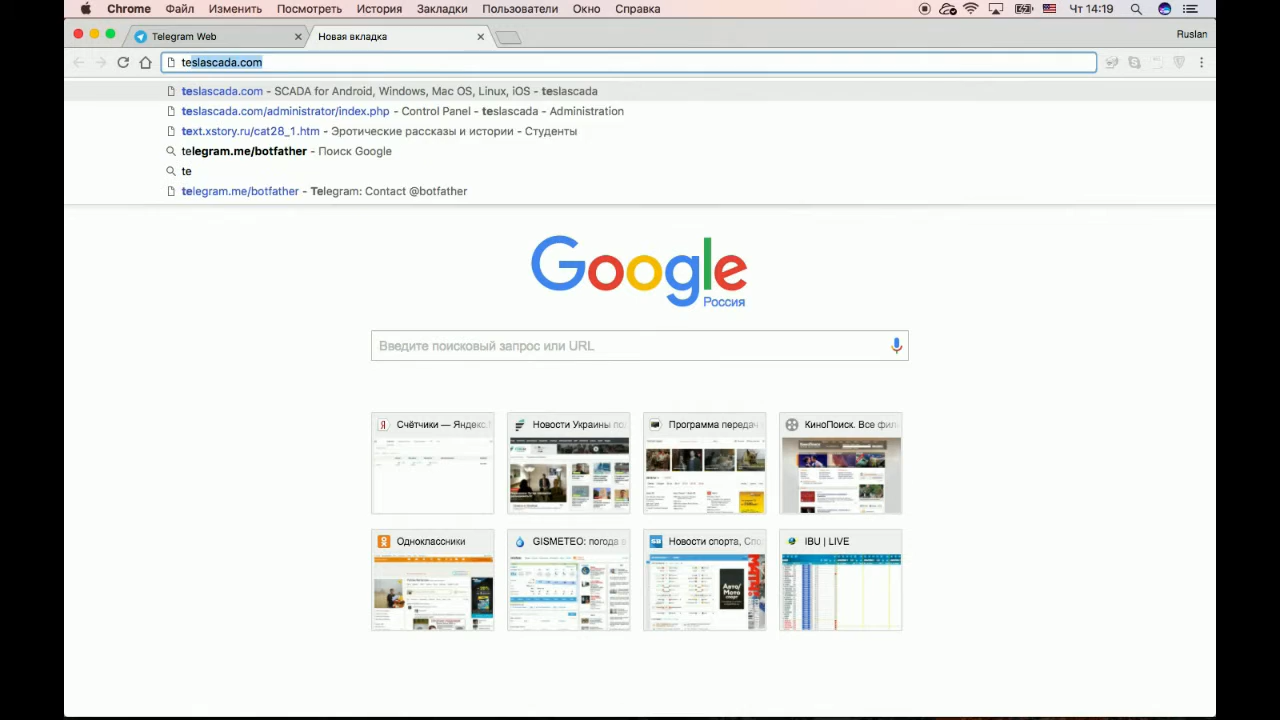 Chrome Файл Изменить Посмотреть История Закладки Пользователи Окно Справка Чт 14:19
Telegram Web Новая вкладка Ruslan
teslascada.com
teslascada.com - SCADA for Android, Windows, Mac OS, Linux, iOS - teslascada
teslascada.com/administrator/index.php - Control Panel - teslascada - Administration
text.xstory.ru/cat28_1.htm - Эротические рассказы и истории - Студенты
telegram.me/botfather - Поиск Google
te
telegram.me/botfather - Telegram: Contact @botfather
Google
Россия
Введите поисковый запрос или URL
Счётчики — Яндекс. Новости Украины по Программа передач КиноПоиск. Все фил
Одноклассники GISMETEO: погода в Новости спорта, Спо IBU | LIVE
Авто/
Мото
спорт